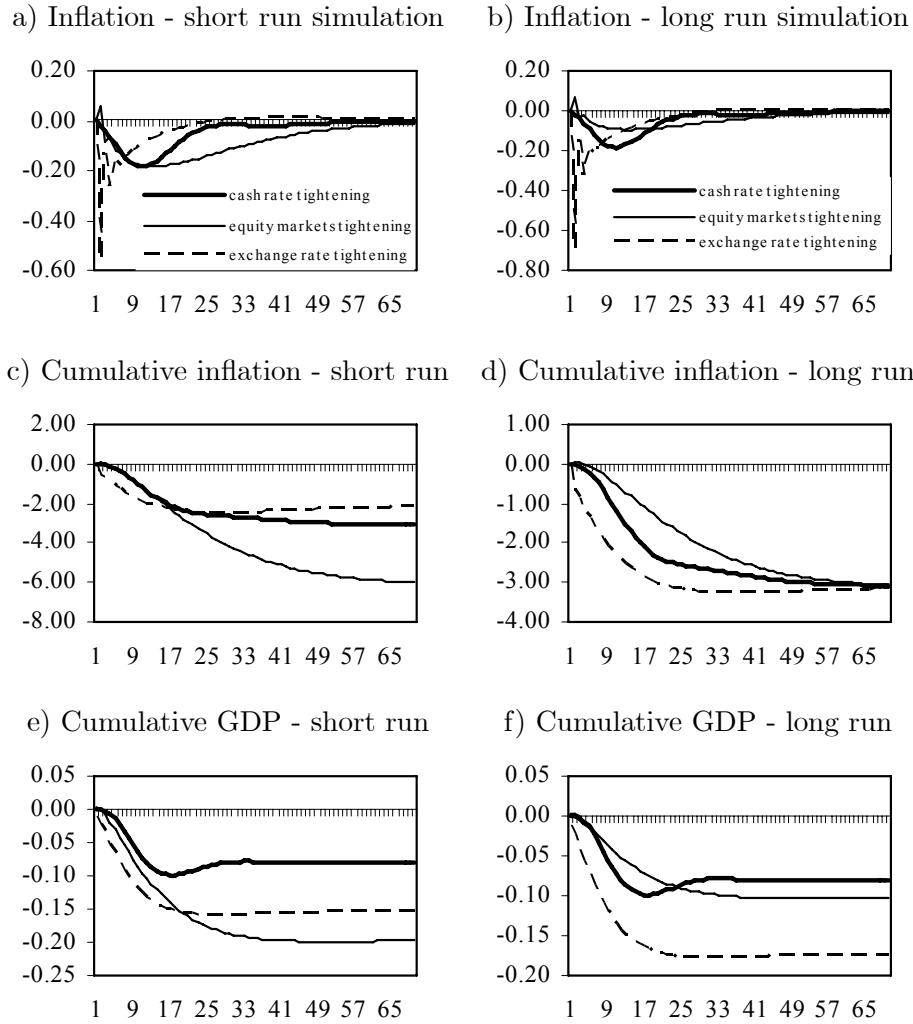 a) Inflation - short run simulation
b) Inflation - long run simulation
0.20
0.00
-0.20
-0.40
-0.60
cash rate tightening
equity markets tightening
exchange rate tightening
1 9 17 25 33 41 49 57 65
0.20
0.00
-0.20
-0.40
-0.60
-0.80
cash rate tightening
equity markets tightening
exchange rate tightening
1 9 17 25 33 41 49 57 65
c) Cumulative inflation - short run
d) Cumulative inflation - long run
2.00
0.00
-2.00
-4.00
-6.00
-8.00
1 9 17 25 33 41 49 57 65
1.00
0.00
-1.00
-2.00
-3.00
-4.00
1 9 17 25 33 41 49 57 65
e) Cumulative GDP - short run
f) Cumulative GDP - long run
0.05
0.00
-0.05
-0.10
-0.15
-0.20
-0.25
1 9 17 25 33 41 49 57 65
0.05
0.00
-0.05
-0.10
-0.15
-0.20
1 9 17 25 33 41 49 57 65